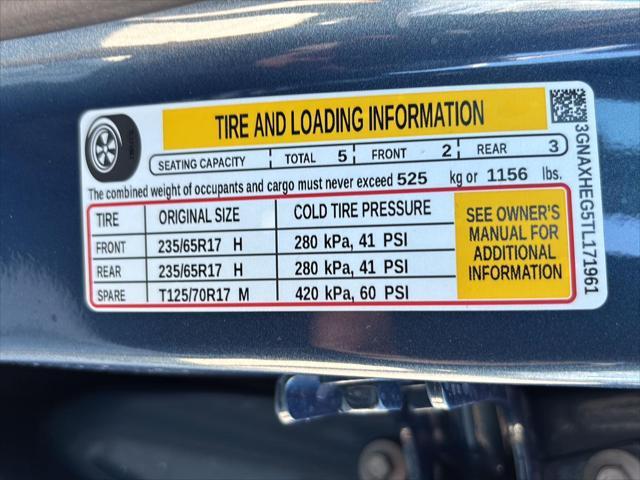 TIRE AND LOADING INFORMATION
SEATING CAPACITY TOTAL 5 FRONT 2 REAR 3
The combined weight of occupants and cargo must never exceed 525 kg or 1156 lbs.
TIRE ORIGINAL SIZE COLD TIRE PRESSURE
FRONT 235/65R17 H 280 kPa, 41 PSI
REAR 235/65R17 H 280 kPa, 41 PSI
SPARE T125/70R17 M 420 kPa, 60 PSI
SEE OWNER'S
MANUAL FOR
ADDITIONAL
INFORMATION
3GNAXHEG5TL171961